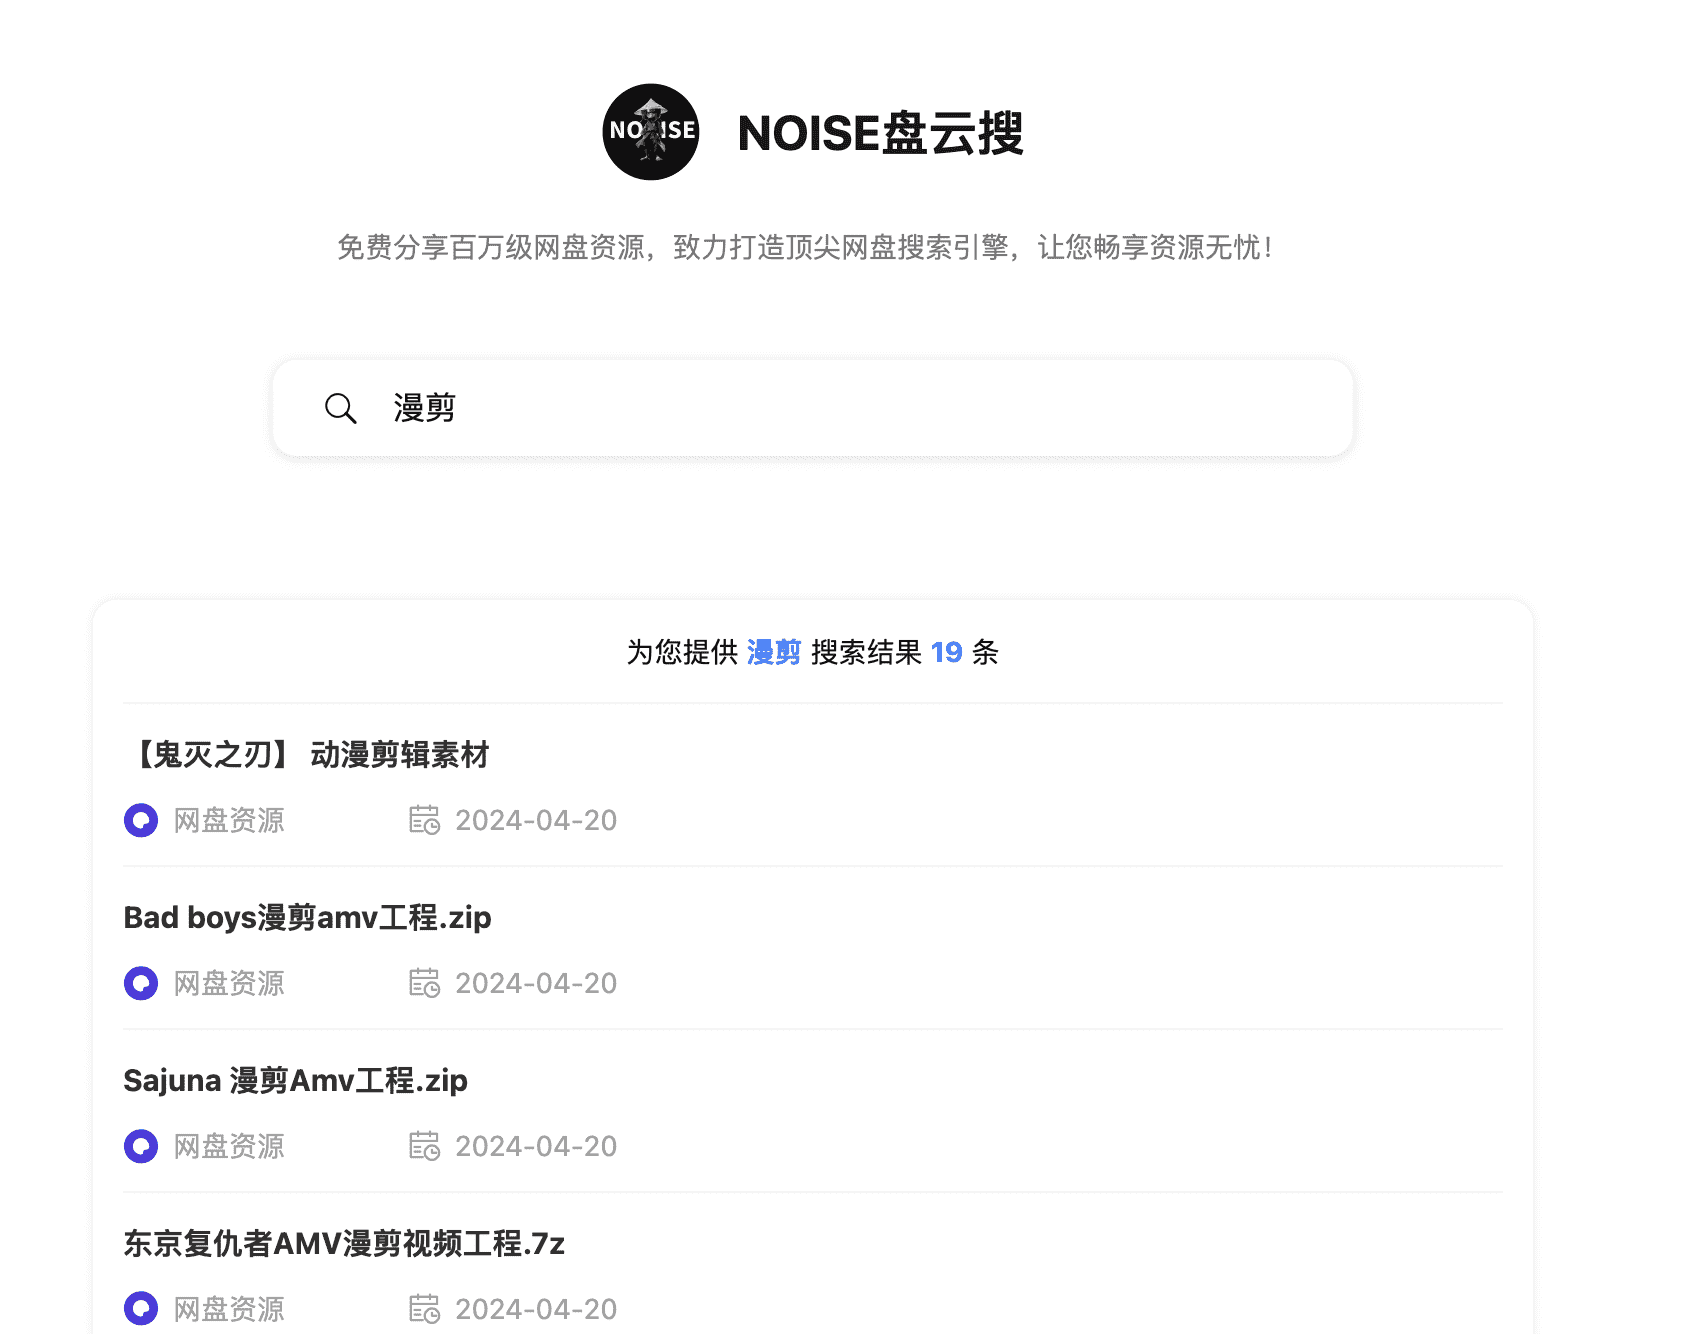 NOISE
NOISE盘云搜
免费分享百万级网盘资源，致力打造顶尖网盘搜索引擎，让您畅享资源无忧！
漫剪
为您提供 漫剪 搜索结果 19 条
【鬼灭之刃】 动漫剪辑素材
网盘资源 2024-04-20
Bad boys漫剪amv工程.zip
网盘资源 2024-04-20
Sajuna 漫剪Amv工程.zip
网盘资源 2024-04-20
东京复仇者AMV漫剪视频工程.7z
网盘资源 2024-04-20